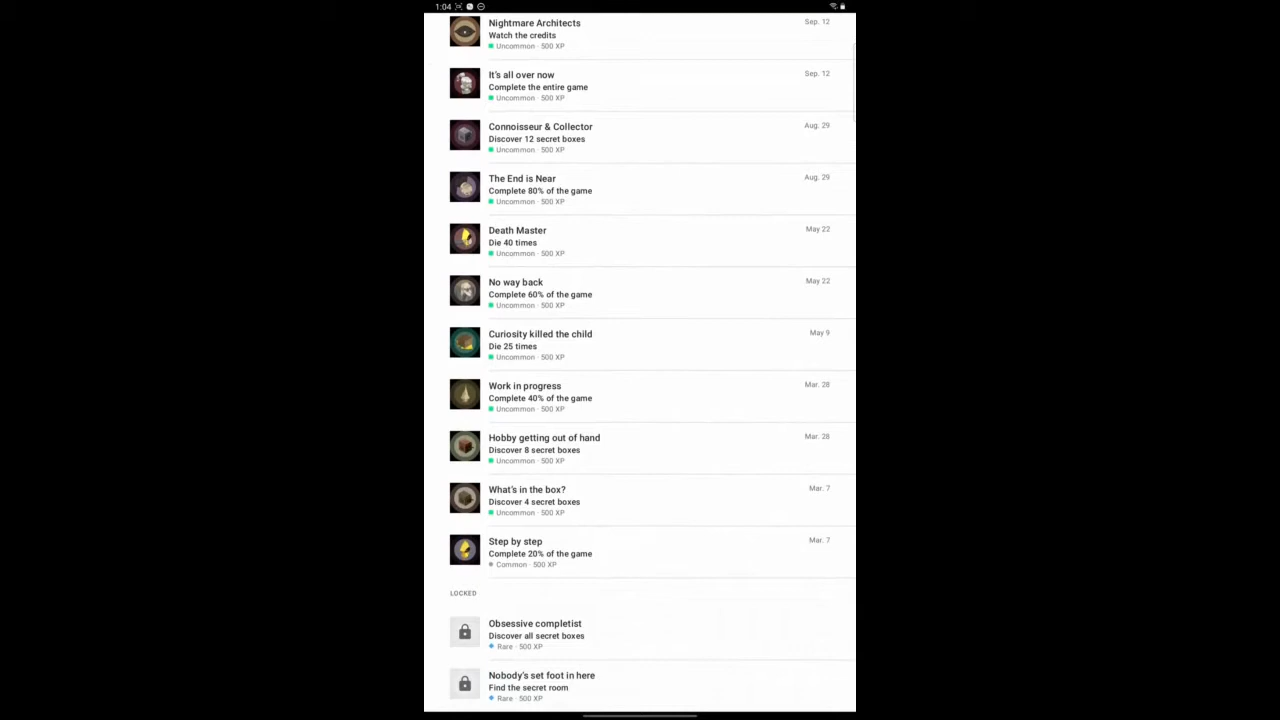 1:04
Nightmare Architects Sep. 12
Watch the credits
Uncommon · 500 XP
It's all over now Sep. 12
Complete the entire game
Uncommon · 500 XP
Connoisseur & Collector Aug. 29
Discover 12 secret boxes
Uncommon · 500 XP
The End is Near Aug. 29
Complete 80% of the game
Uncommon · 500 XP
Death Master May 22
Die 40 times
Uncommon · 500 XP
No way back May 22
Complete 60% of the game
Uncommon · 500 XP
Curiosity killed the child May 9
Die 25 times
Uncommon · 500 XP
Work in progress Mar. 28
Complete 40% of the game
Uncommon · 500 XP
Hobby getting out of hand Mar. 28
Discover 8 secret boxes
Uncommon · 500 XP
What's in the box? Mar. 7
Discover 4 secret boxes
Uncommon · 500 XP
Step by step Mar. 7
Complete 20% of the game
Common · 500 XP
LOCKED
Obsessive completist
Discover all secret boxes
Rare · 500 XP
Nobody's set foot in here
Find the secret room
Rare · 500 XP